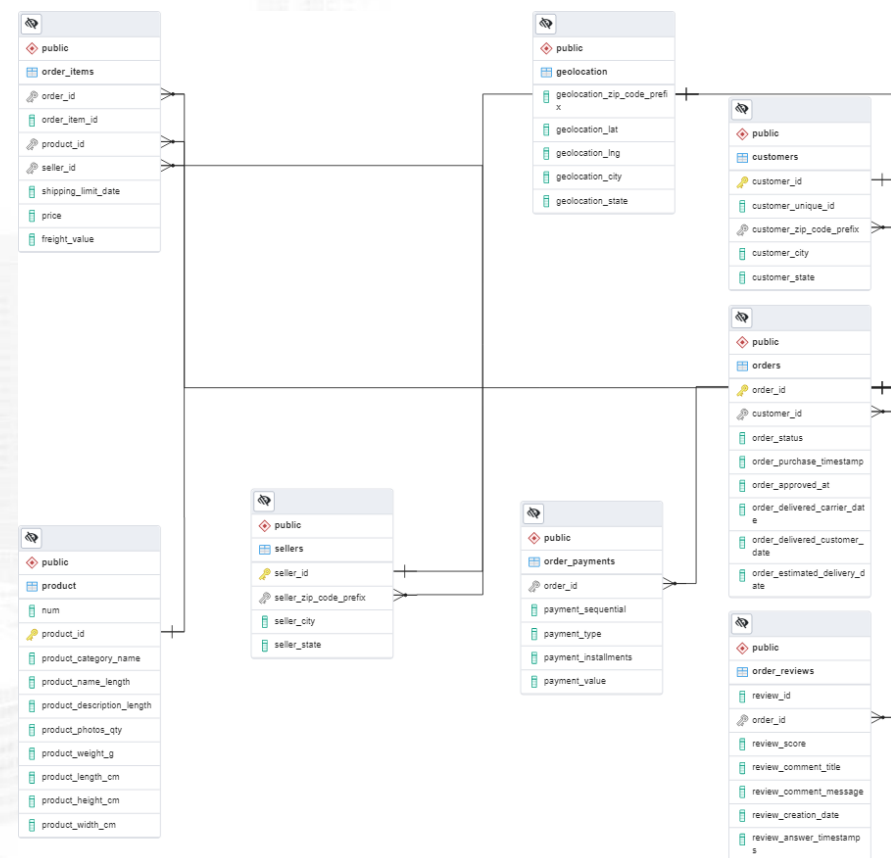 public
order_items
order_id
order_item_id
product_id
seller_id
shipping_limit_date
price
freight_value
public
geolocation
geolocation_zip_code_prefi
x
geolocation_lat
geolocation_lng
geolocation_city
geolocation_state
public
customers
customer_id
customer_unique_id
customer_zip_code_prefix
customer_city
customer_state
public
orders
order_id
customer_id
order_status
order_purchase_timestamp
order_approved_at
order_delivered_carrier_dat
e
order_delivered_customer_
date
order_estimated_delivery_d
ate
public
product
num
product_id
product_category_name
product_name_length
product_description_length
product_photos_qty
product_weight_g
product_length_cm
product_height_cm
product_width_cm
public
sellers
seller_id
seller_zip_code_prefix
seller_city
seller_state
public
order_payments
order_id
payment_sequential
payment_type
payment_installments
payment_value
public
order_reviews
review_id
order_id
review_score
review_comment_title
review_comment_message
review_creation_date
review_answer_timestamp
s